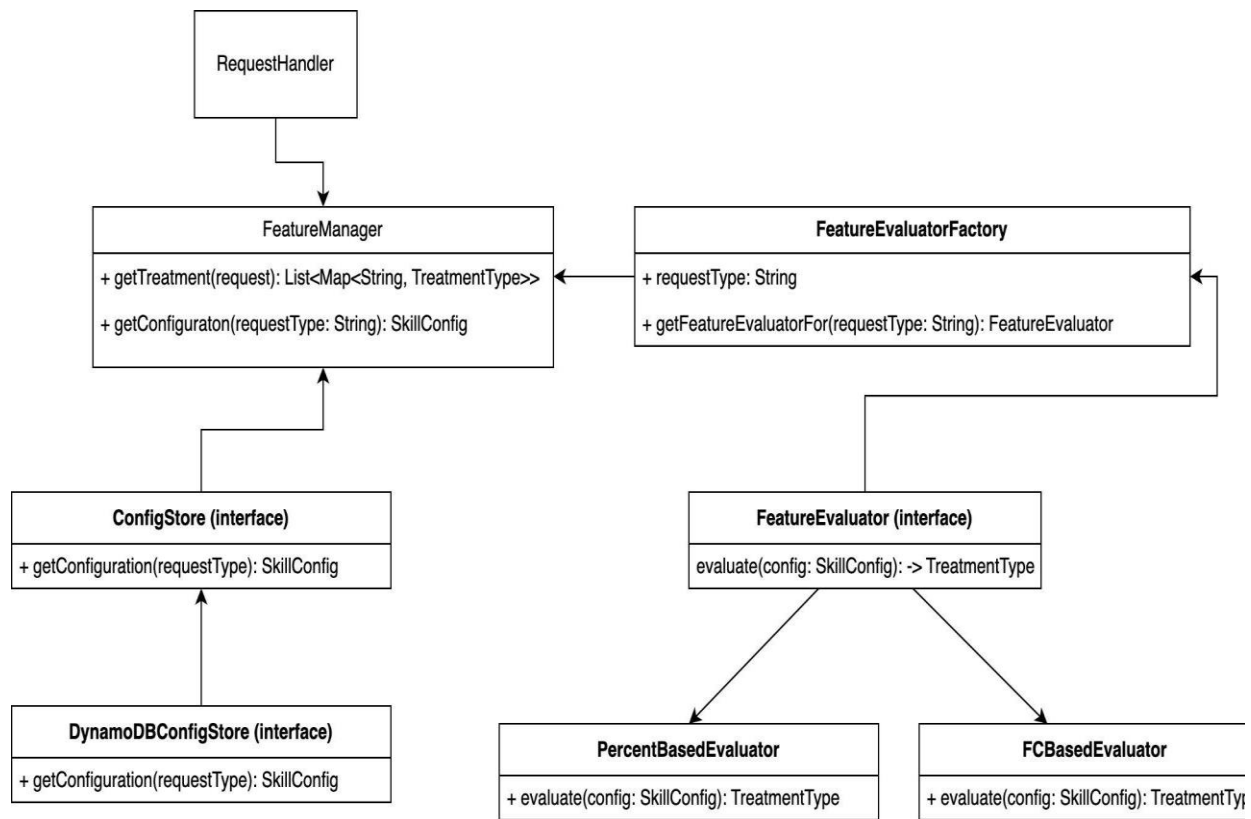 RequestHandler
FeatureManager
+ getTreatment(request): List<Map<String, TreatmentType>>
+ getConfiguraton(requestType: String): SkillConfig
FeatureEvaluatorFactory
+ requestType: String
+ getFeatureEvaluatorFor(requestType: String): FeatureEvaluator
ConfigStore (interface)
+ getConfiguration(requestType): SkillConfig
FeatureEvaluator (interface)
evaluate(config: SkillConfig): -> TreatmentType
DynamoDBConfigStore (interface)
+ getConfiguration(requestType): SkillConfig
PercentBasedEvaluator
+ evaluate(config: SkillConfig): TreatmentType
FCBasedEvaluator
+ evaluate(config: SkillConfig): TreatmentTyp